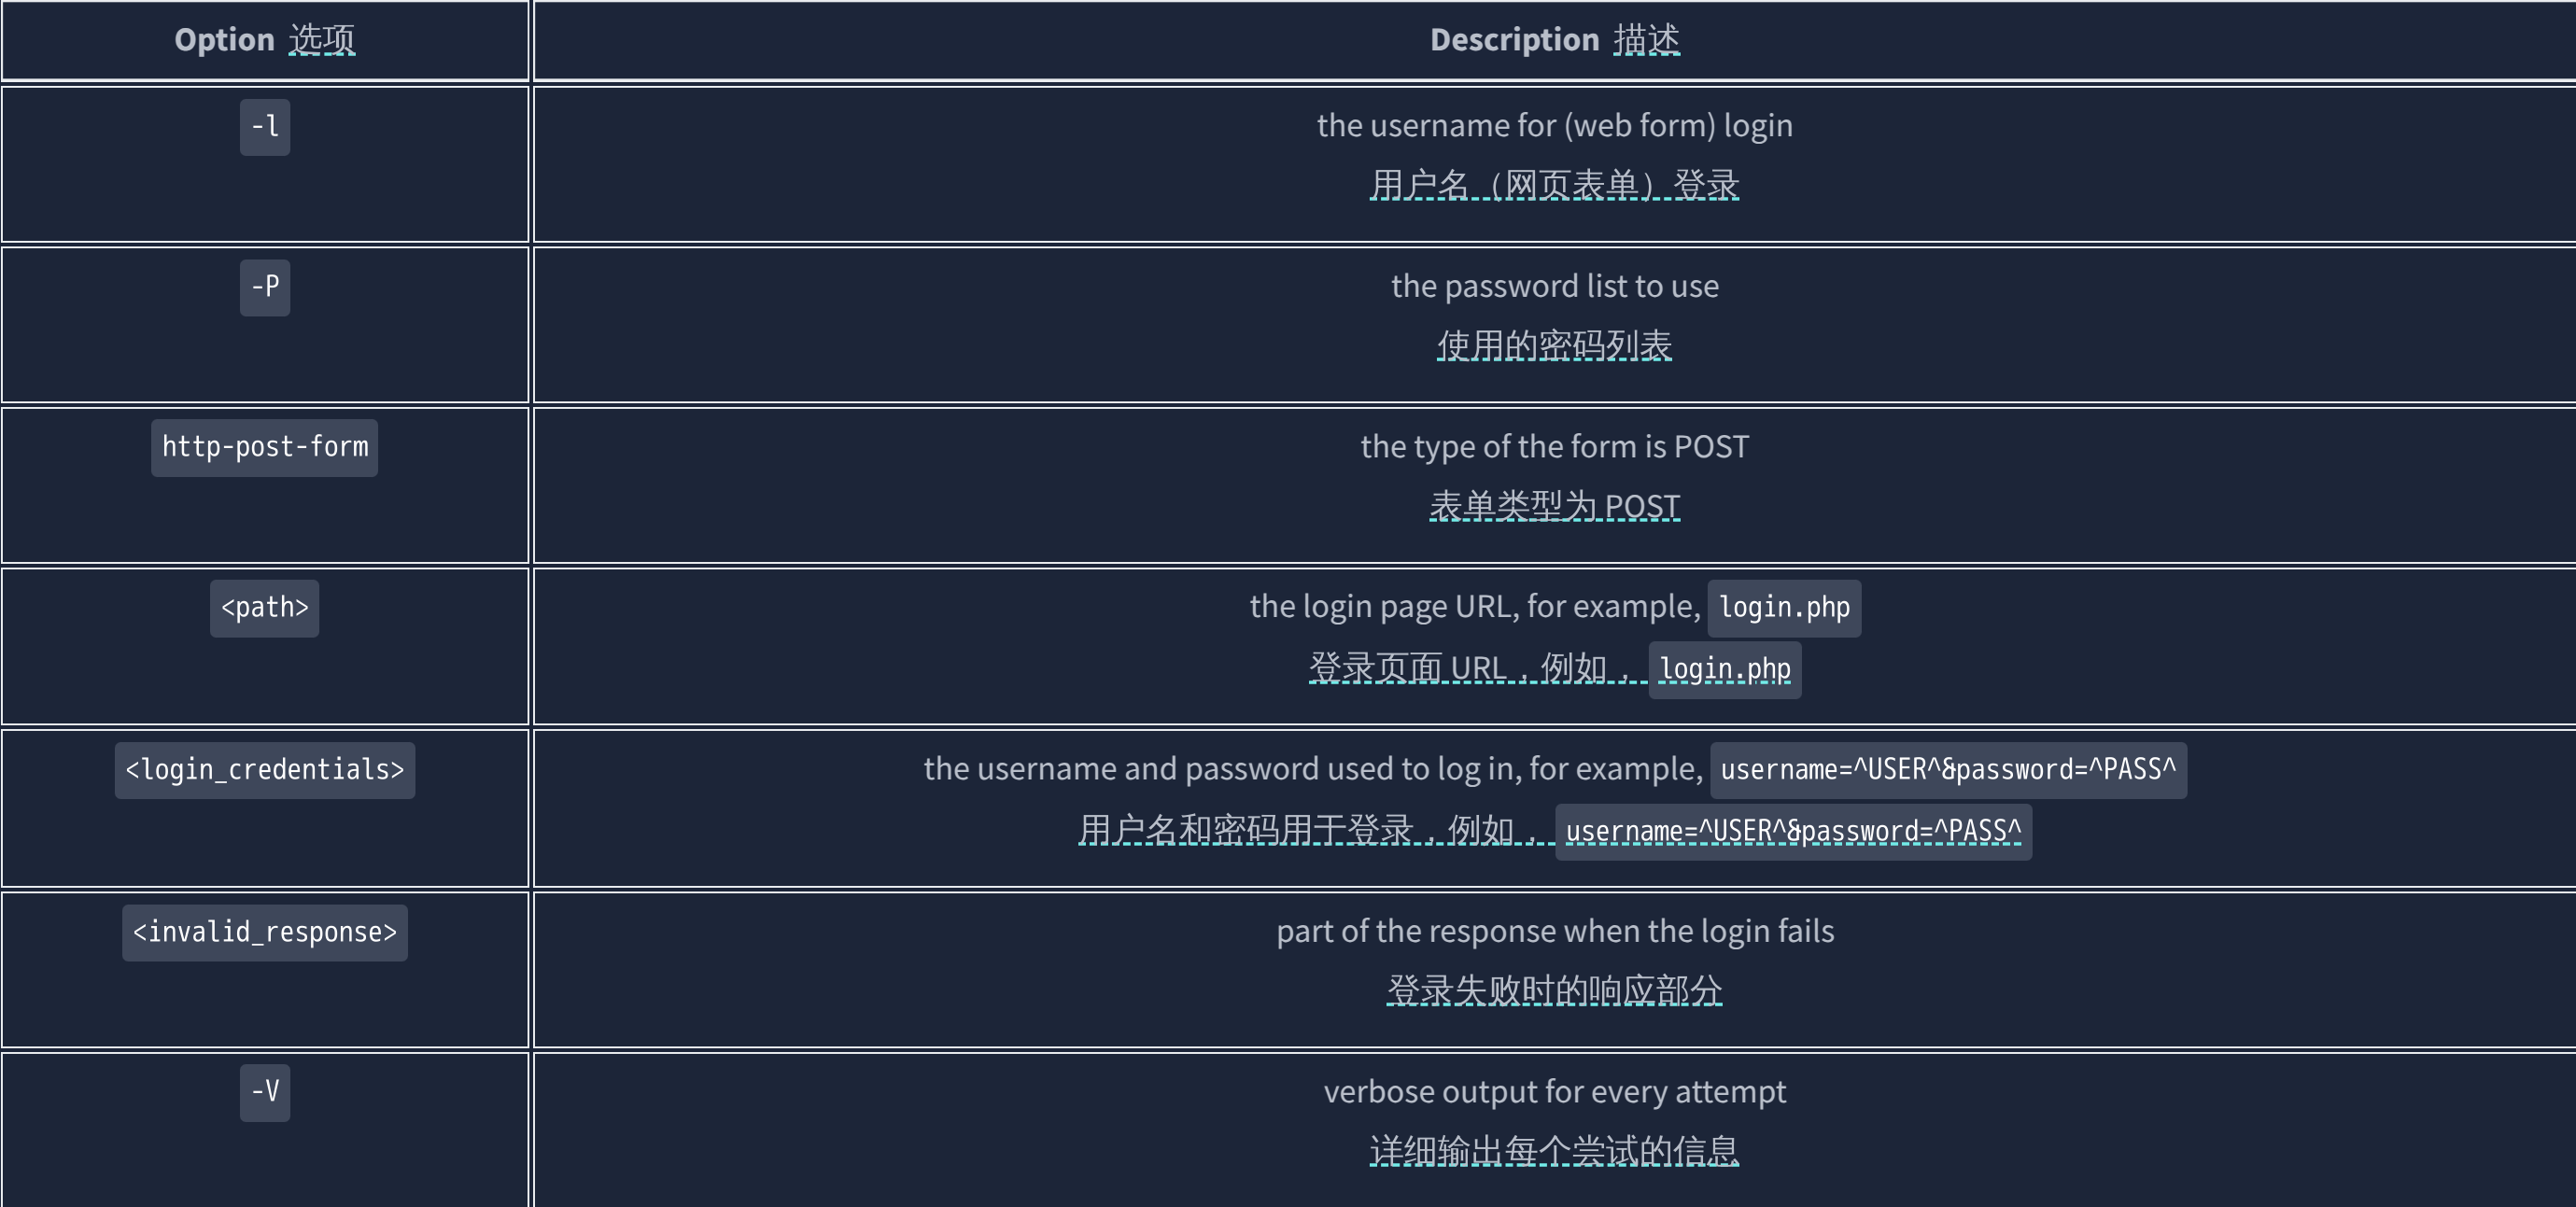 Option 选项
Description 描述
-l
the username for (web form) login
用户名（网页表单）登录
-P
the password list to use
使用的密码列表
http-post-form
the type of the form is POST
表单类型为 POST
<path>
the login page URL, for example, login.php
登录页面 URL，例如， login.php
<login_credentials>
the username and password used to log in, for example, username=^USER^&password=^PASS^
用户名和密码用于登录，例如， username=^USER^&password=^PASS^
<invalid_response>
part of the response when the login fails
登录失败时的响应部分
-V
verbose output for every attempt
详细输出每个尝试的信息